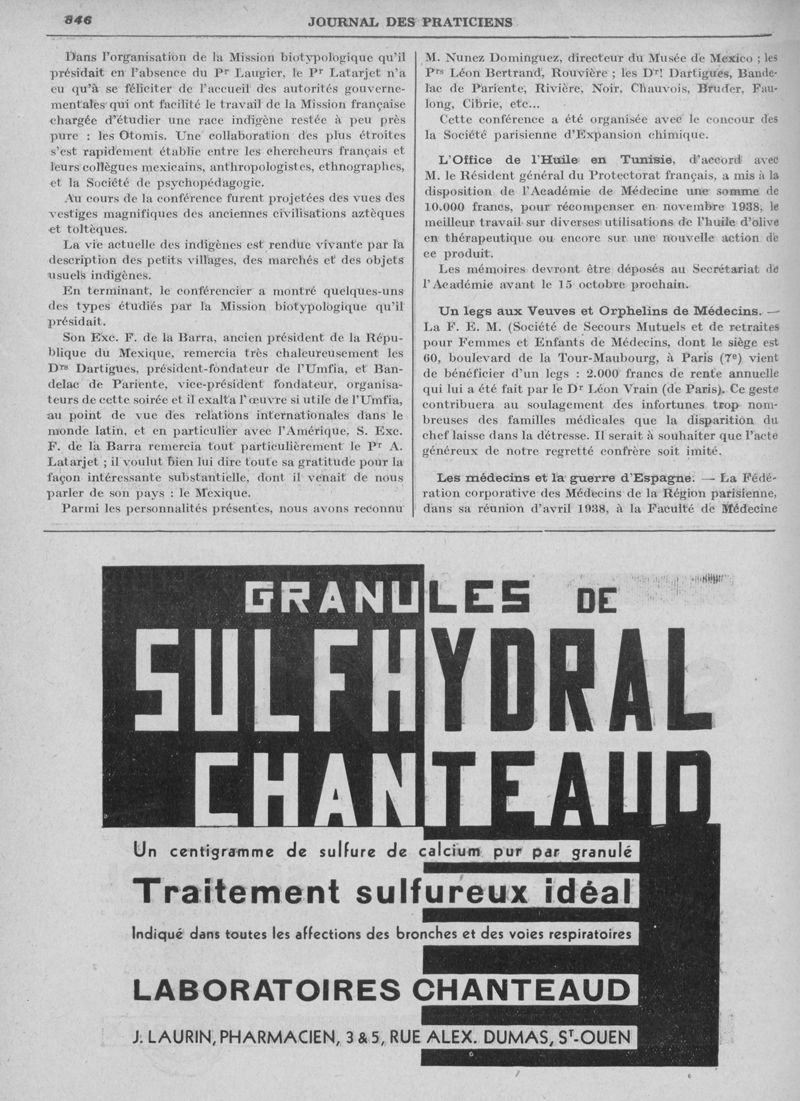 846
JOURNAL DES PRATICIENS
Dans l'organisation de la Mission biotypologique qu'il
présidait en l'absence du Pr Laugier, le Pr Latarjet n'a
eu qu'à se féliciter de l'accueil des autorités gouverne-
mentales qui ont facilité le travail de la Mission française
chargée d'étudier une race indigène restée à peu près
pure : les Otomis. Une collaboration des plus étroites
s'est rapidement établie entre les chercheurs français et
leurs collègues mexicains, anthropologistes, ethnographes,
et la Société de psychopédagogie.
Au cours de la conférence furent projetées des vues des
vestiges magnifiques des anciennes civilisations aztèques
et toltèques.
La vie actuelle des indigènes est rendue vivante par la
description des petits villages, des marchés et des objets
usuels indigènes.
En terminant, le conférencier a montré quelques-uns
des types étudiés par la Mission biotypologique qu'il
présidait.
Son Exc. F. de la Barra, ancien président de la Répu-
blique du Mexique, remercia très chaleureusement les
Drs Dartigues, président-fondateur de l'Umfia, et Ban-
delac de Pariente, vice-président fondateur, organisa-
teurs de cette soirée et il exalta l'œuvre si utile de l'Umfia,
au point de vue des relations internationales dans le
monde latin, et en particulier avec l'Amérique, S. Exc.
F. de la Barra remercia tout particulièrement le Pr A.
Latarjet ; il voulut bien lui dire toute sa gratitude pour la
façon intéressante substantielle, dont il venait de nous
parler de son pays : le Mexique.
Parmi les personnalités présentes, nous avons reconnu
M. Nunez Dominguez, directeur du Musée de Mexico ; les
Prs Léon Bertrand, Rouvière ; les Dr! Dartigues, Bande-
lac de Pariente, Rivière, Noir, Chauvois, Bruder, Fau-
long, Cibrie, etc...
Cette conférence a été organisée avec le concour des
la Société parisienne d'Expansion chimique.
L'Office de l'Huile en Tunisie, d'accord avec
M. le Résident général du Protectorat français, a mis à la
disposition de l'Académie de Médecine une somme de
10.000 francs, pour récompenser en novembre 1938, le
meilleur travail sur diverses utilisations de l'huile d'olive
en thérapeutique ou encore sur une nouvelle action de
ce produit.
Les mémoires devront être déposés au Secrétariat de
l'Académie avant le 15 octobre prochain.
Un legs aux Veuves et Orphelins de Médecins. —
La F. E. M. (Société de Secours Mutuels et de retraites
pour Femmes et Enfants de Médecins, dont le siège est
60, boulevard de la Tour-Maubourg, à Paris (7e) vient
de bénéficier d'un legs : 2.000 francs de rente annuelle
qui lui a été fait par le Dr Léon Vrain (de Paris). Ce geste
contribuera au soulagement des infortunes trop nom-
breuses des familles médicales que la disparition du
chef laisse dans la détresse. Il serait à souhaiter que l'acte
généreux de notre regretté confrère soit imité.
Les médecins et la guerre d'Espagne. — La Fédé-
ration corporative des Médecins de la Région parisienne,
dans sa réunion d'avril 1938, à la Faculté de Médecine
GRANULES DE
SULFHYDRAL
CHANTEAUD
Un centigramme de sulfure de calcium pur par granulé
Traitement sulfureux idéal
Indiqué dans toutes les affections des bronches et des voies respiratoires
LABORATOIRES CHANTEAUD
J. LAURIN, PHARMACIEN, 3 & 5, RUE ALEX. DUMAS, ST-OUEN